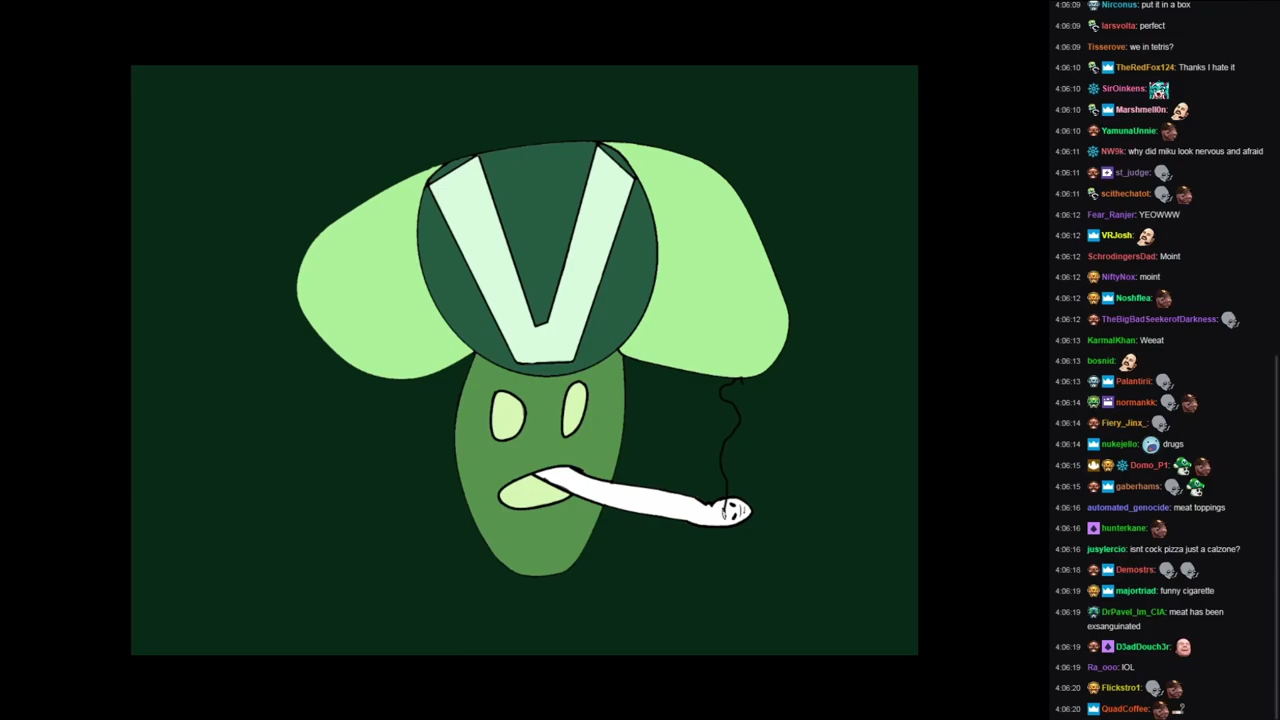 V
4:06:09 Nirconus: put it in a box
4:06:09 larsvolta: perfect
4:06:09 Tisserove: we in tetris?
4:06:10 TheRedFox124: Thanks I hate it
4:06:10 SirOinkens:
4:06:10 Marshmell0n:
4:06:10 YamunaUnnie:
4:06:11 NW9k: why did miku look nervous and afraid
4:06:11 st_judge:
4:06:11 scithechatot:
4:06:12 Fear_Ranjer: YEOWWW
4:06:12 VRJosh:
4:06:12 SchrodingersDad: Moint
4:06:12 NiftyNox: moint
4:06:12 Noshflea:
4:06:12 TheBigBadSeekerofDarkness:
4:06:13 KarmalKhan: Weeat
4:06:13 bosnid:
4:06:13 Palantirii:
4:06:14 normankk:
4:06:14 Fiery_Jinx_:
4:06:14 nukejello: drugs
4:06:15 Domo_P1:
4:06:15 gaberhams:
4:06:16 automated_genocide: meat toppings
4:06:16 hunterkane:
4:06:16 jusylercio: isnt cock pizza just a calzone?
4:06:18 Demostrs:
4:06:19 majortriad: funny cigarette
4:06:19 DrPavel_Im_CIA: meat has been
exsanguinated
4:06:19 D3adDouch3r:
4:06:19 Ra_ooo: lOL
4:06:20 Flickstro1:
4:06:20 QuadCoffee: